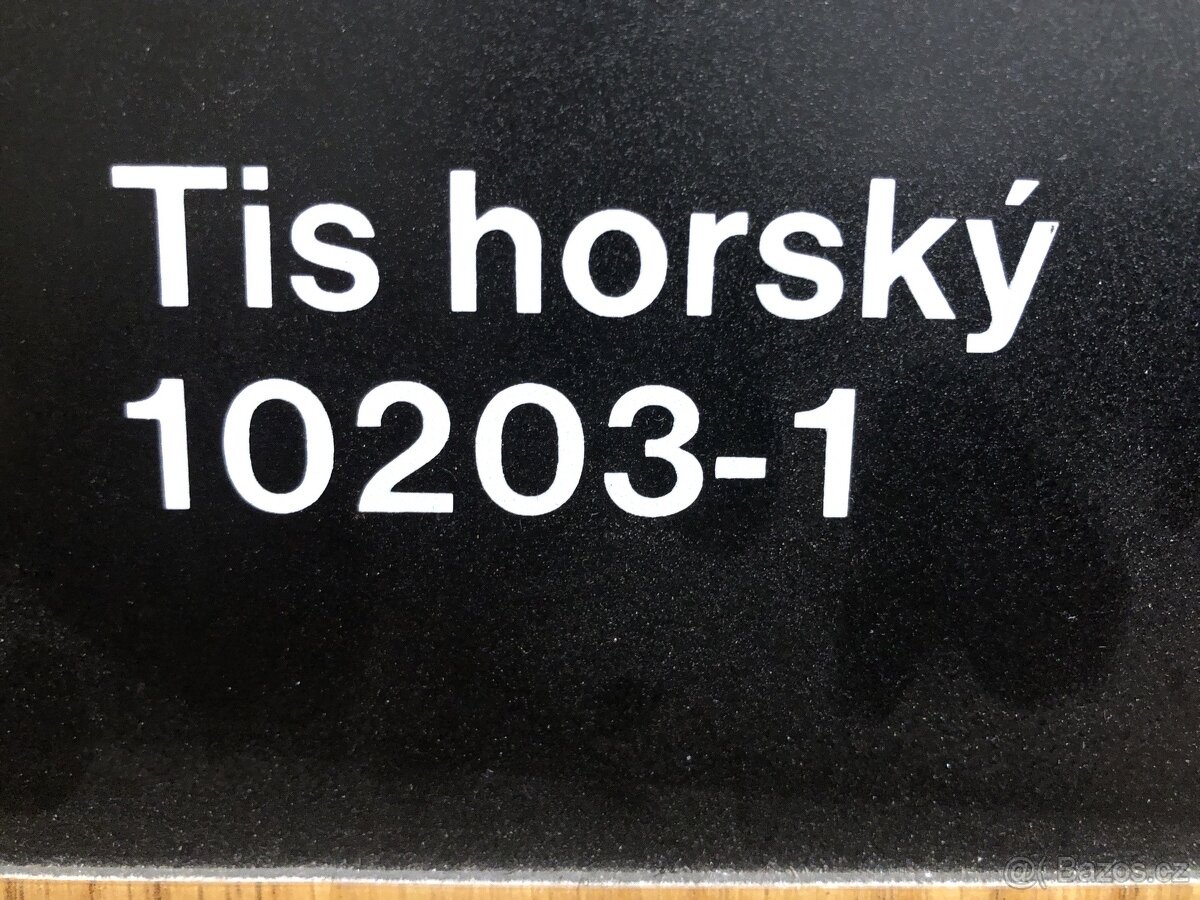 Tis horský
10203-1
@( Bazos.cz